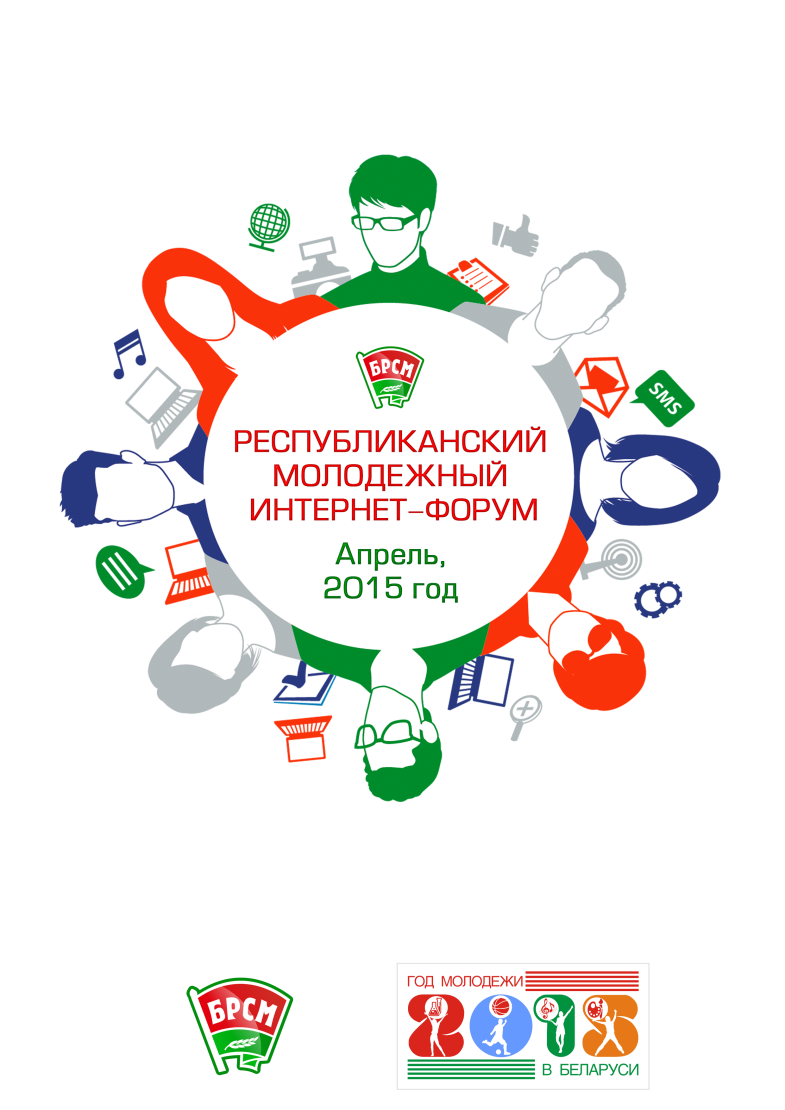 БРСМ
РЕСПУБЛИКАНСКИЙ
МОЛОДЕЖНЫЙ
ИНТЕРНЕТ-ФОРУМ
Апрель,
2015 год
SMS
БРСМ
ГОД МОЛОДЕЖИ
2015
В БЕЛАРУСИ